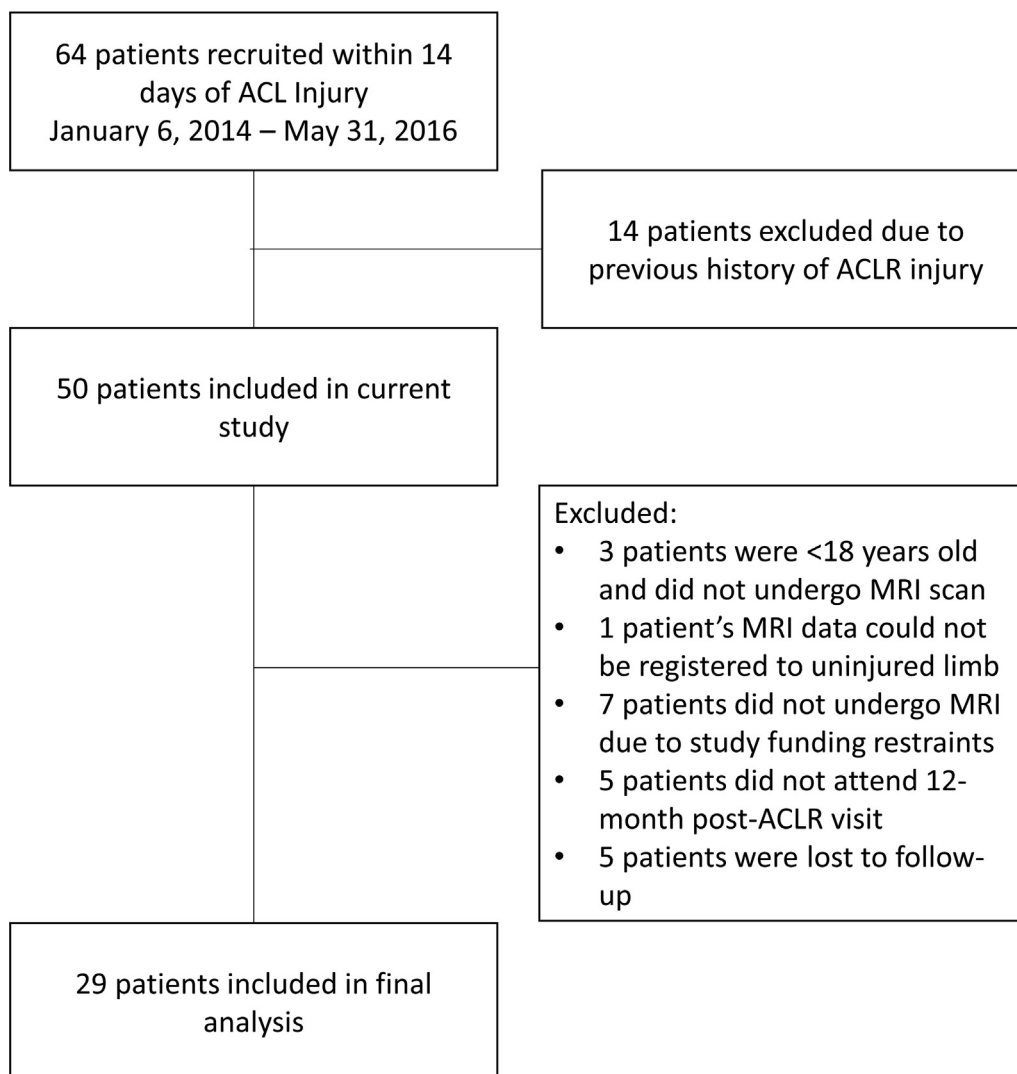 64 patients recruited within 14
days of ACL Injury
January 6, 2014 – May 31, 2016
14 patients excluded due to
previous history of ACLR injury
50 patients included in current
study
Excluded:
• 3 patients were <18 years old
and did not undergo MRI scan
• 1 patient’s MRI data could not
be registered to uninjured limb
• 7 patients did not undergo MRI
due to study funding restraints
• 5 patients did not attend 12-
month post-ACLR visit
• 5 patients were lost to follow-
up
29 patients included in final
analysis